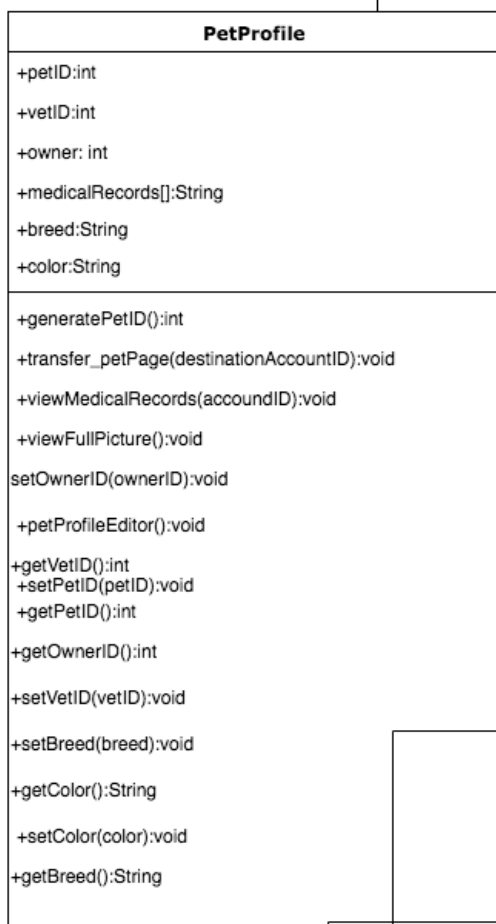 PetProfile
+petID:int
+vetID:int
+owner: int
+medicalRecords[]:String
+breed:String
+color:String
+generatePetID():int
+transfer_petPage(destinationAccountID):void
+viewMedicalRecords(accoundID):void
+viewFullPicture():void
setOwnerID(ownerID):void
+petProfileEditor():void
+getVetID():int
+setPetID(petID):void
+getPetID():int
+getOwnerID():int
+setVetID(vetID):void
+setBreed(breed):void
+getColor():String
+setColor(color):void
+getBreed():String